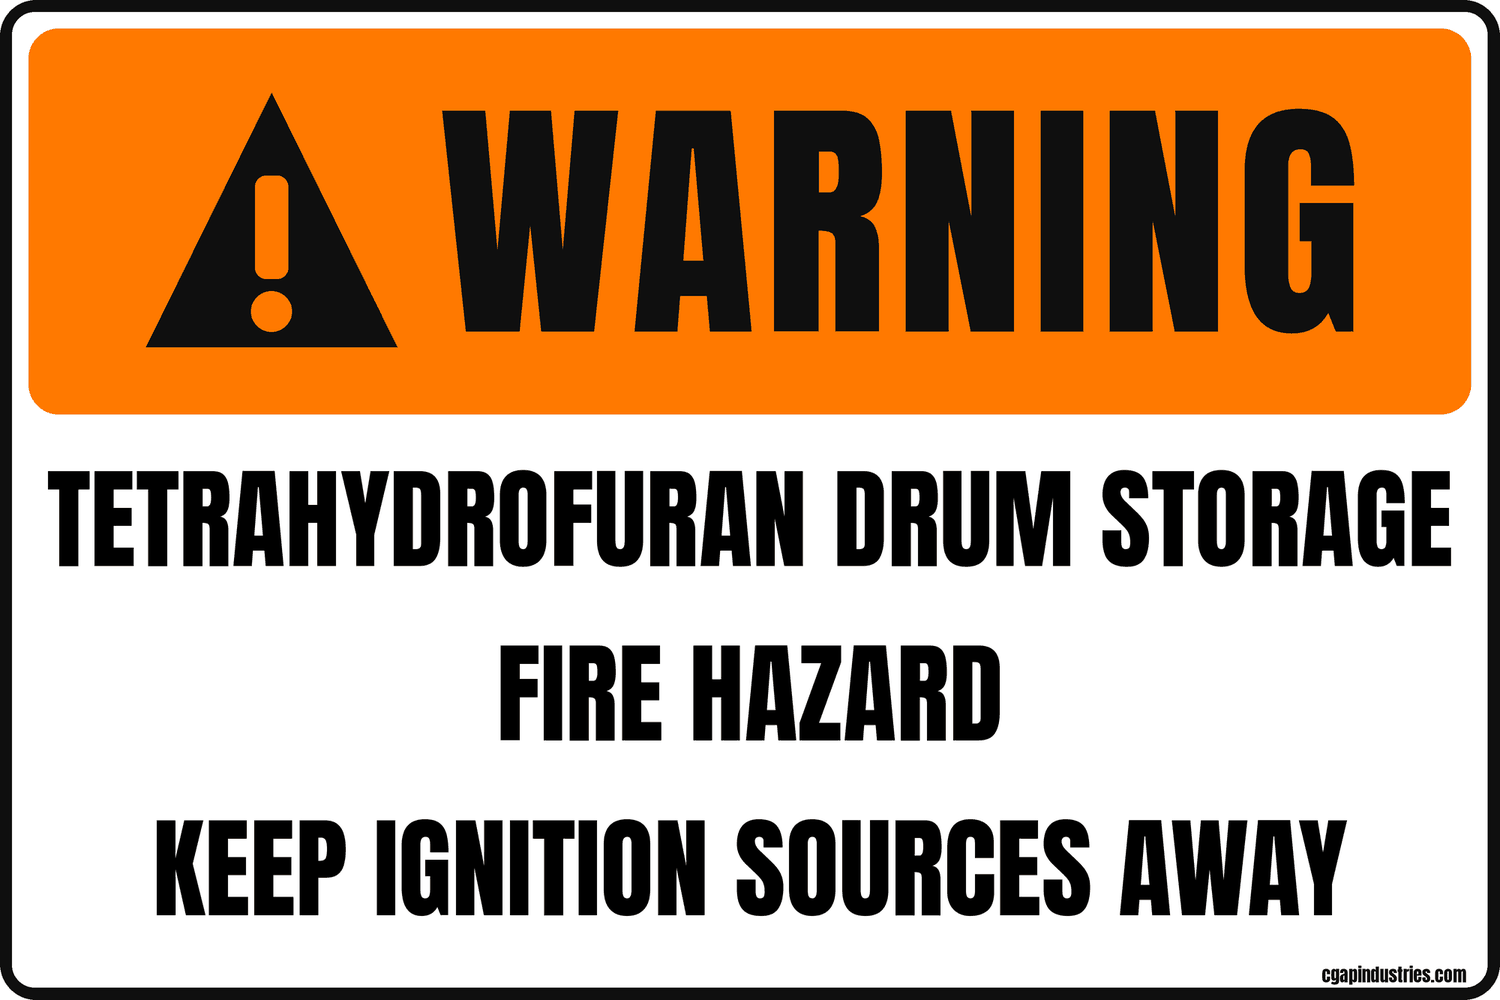 WARNING
TETRAHYDROFURAN DRUM STORAGE
FIRE HAZARD
KEEP IGNITION SOURCES AWAY
cgapindustries.com